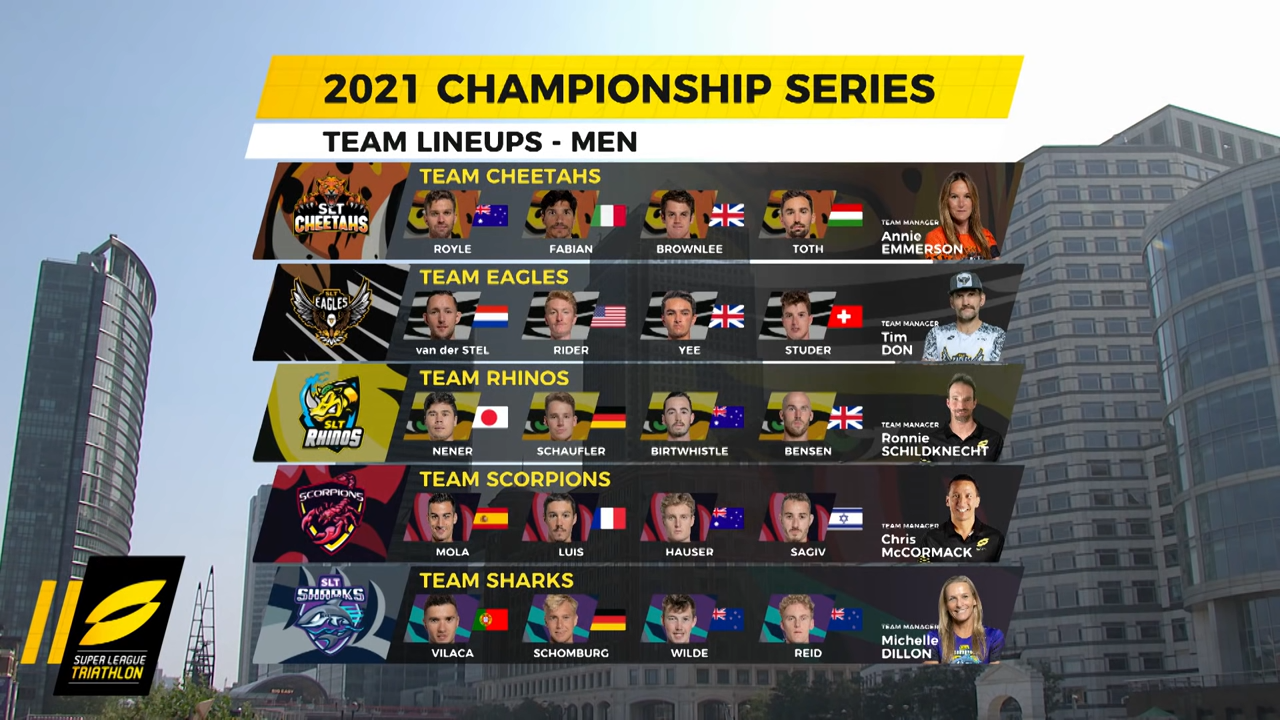 2021 CHAMPIONSHIP SERIES
TEAM LINEUPS - MEN
TEAM CHEETAHS
SLT
CHEETAHS
ROYLE FABIAN BROWNLEE TOTH
TEAM MANAGER
Annie
EMMERSON
TEAM EAGLES
SLT
EAGLES
van der STEL RIDER YEE STUDER
TEAM MANAGER
Tim
DON
TEAM RHINOS
SLT
RHINOS
NENER SCHAUFLER BIRTWHISTLE BENSEN
TEAM MANAGER
Ronnie
SCHILDKNECHT
TEAM SCORPIONS
SCORPIONS
MOLA LUIS HAUSER SAGIV
TEAM MANAGER
Chris
McCORMACK
TEAM SHARKS
SLT
SHARKS
VILACA SCHOMBURG WILDE REID
TEAM MANAGER
Michelle
DILLON
SUPER LEAGUE
TRIATHLON